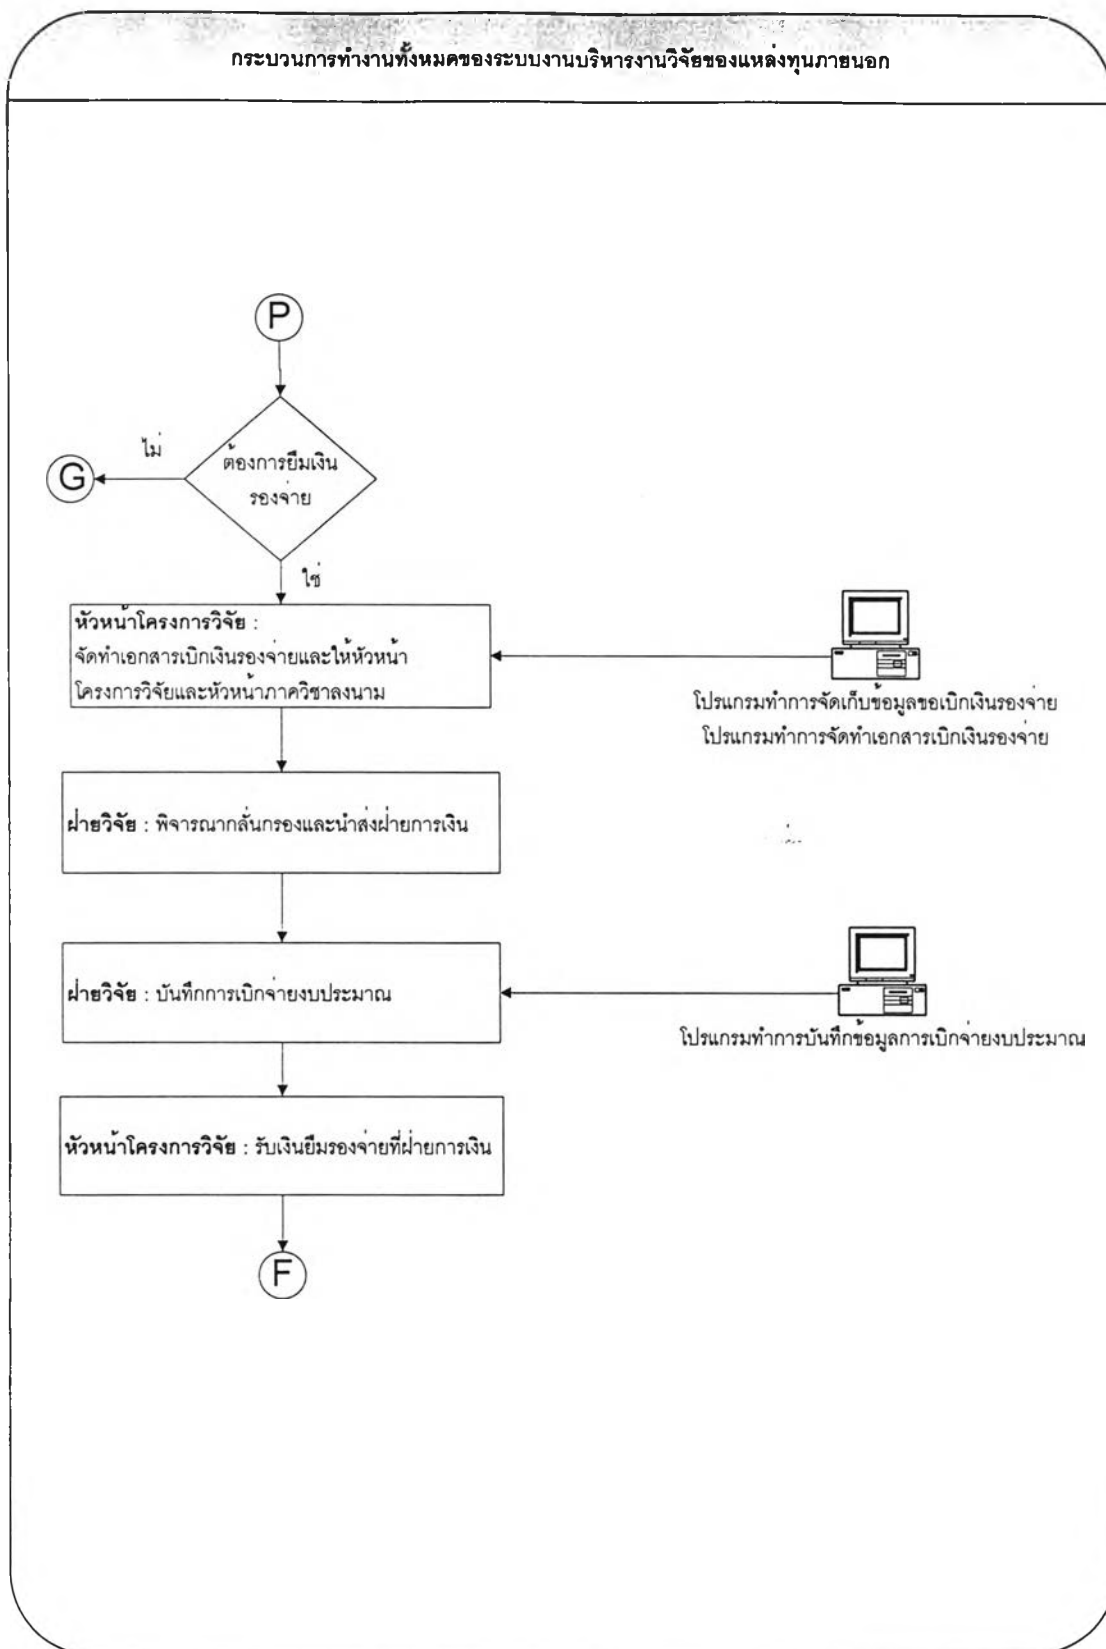 กระบวนการทำงานทั้งหมดของระบบงานบริหารงานวิจัยของแหล่งทุนภายนอก
P
ไม่
ต้องการยืมเงิน
รองจ่าย
G
ใช่
หัวหน้าโครงการวิจัย :
จัดทำเอกสารเบิกเงินรองจ่ายและให้หัวหน้า
โครงการวิจัยและหัวหน้าภาควิชาลงนาม
โปรแกรมทำการจัดเก็บข้อมูลขอเบิกเงินรองจ่าย
โปรแกรมทำการจัดทำเอกสารเบิกเงินรองจ่าย
ฝ่ายวิจัย : พิจารณากลั่นกรองและนำส่งฝ่ายการเงิน
ฝ่ายวิจัย : บันทึกการเบิกจ่ายงบประมาณ
โปรแกรมทำการบันทึกข้อมูลการเบิกจ่ายงบประมาณ
หัวหน้าโครงการวิจัย : รับเงินยืมรองจ่ายที่ฝ่ายการเงิน
F